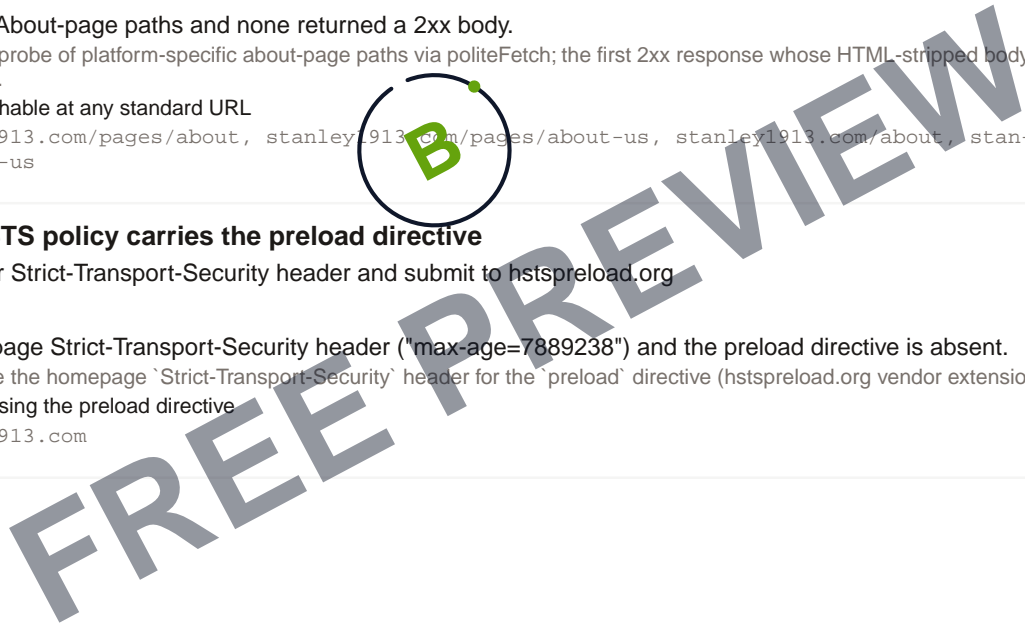 About-page paths and none returned a 2xx body.
probe of platform-specific about-page paths via politeFetch; the first 2xx response whose HTML-stripped body
hable at any standard URL
913.com/pages/about, stanley1913.com/pages/about-us, stanley1913.com/about, stan-
-us
B
TS policy carries the preload directive
r Strict-Transport-Security header and submit to hstspreload.org
page Strict-Transport-Security header ("max-age=7889238") and the preload directive is absent.
e the homepage `Strict-Transport-Security` header for the `preload` directive (hstspreload.org vendor extensio
sing the preload directive
913.com
FREE PREVIEW